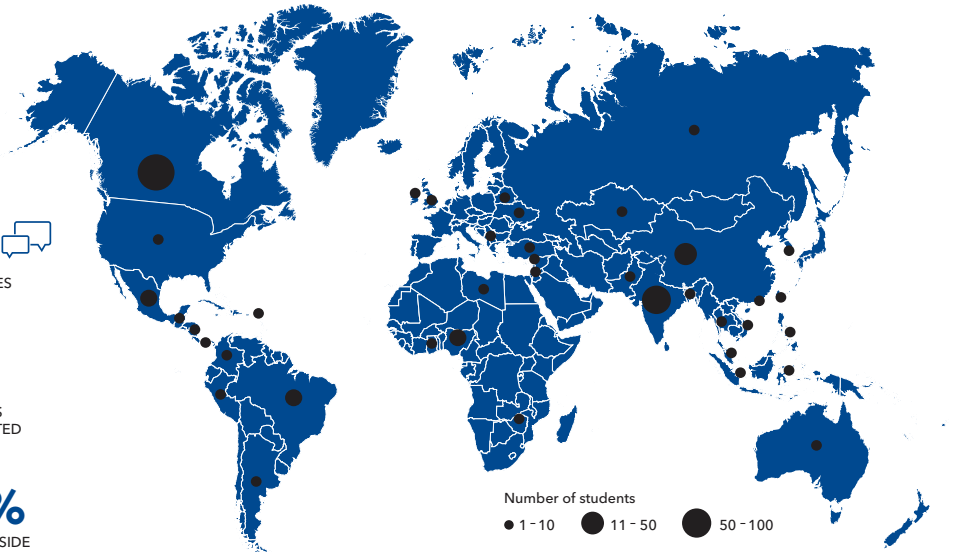 ES
S
TED
%
SIDE
Number of students
1 - 10
11 - 50
50 - 100